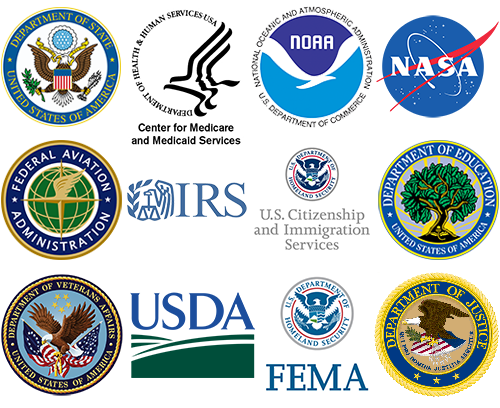 DEPARTMENT OF STATE
UNITED STATES OF AMERICA
DEPARTMENT OF HEALTH & HUMAN SERVICES USA
Center for Medicare
and Medicaid Services
NATIONAL OCEANIC AND ATMOSPHERIC ADMINISTRATION
NOAA
U.S. DEPARTMENT OF COMMERCE
NASA
FEDERAL AVIATION
ADMINISTRATION
IRS
U.S. DEPARTMENT OF
HOMELAND SECURITY
U.S. Citizenship
and Immigration
Services
DEPARTMENT OF EDUCATION
UNITED STATES OF AMERICA
DEPARTMENT OF VETERANS AFFAIRS
UNITED STATES OF AMERICA
USDA
U.S. DEPARTMENT OF
HOMELAND SECURITY
FEMA
DEPARTMENT OF JUSTICE